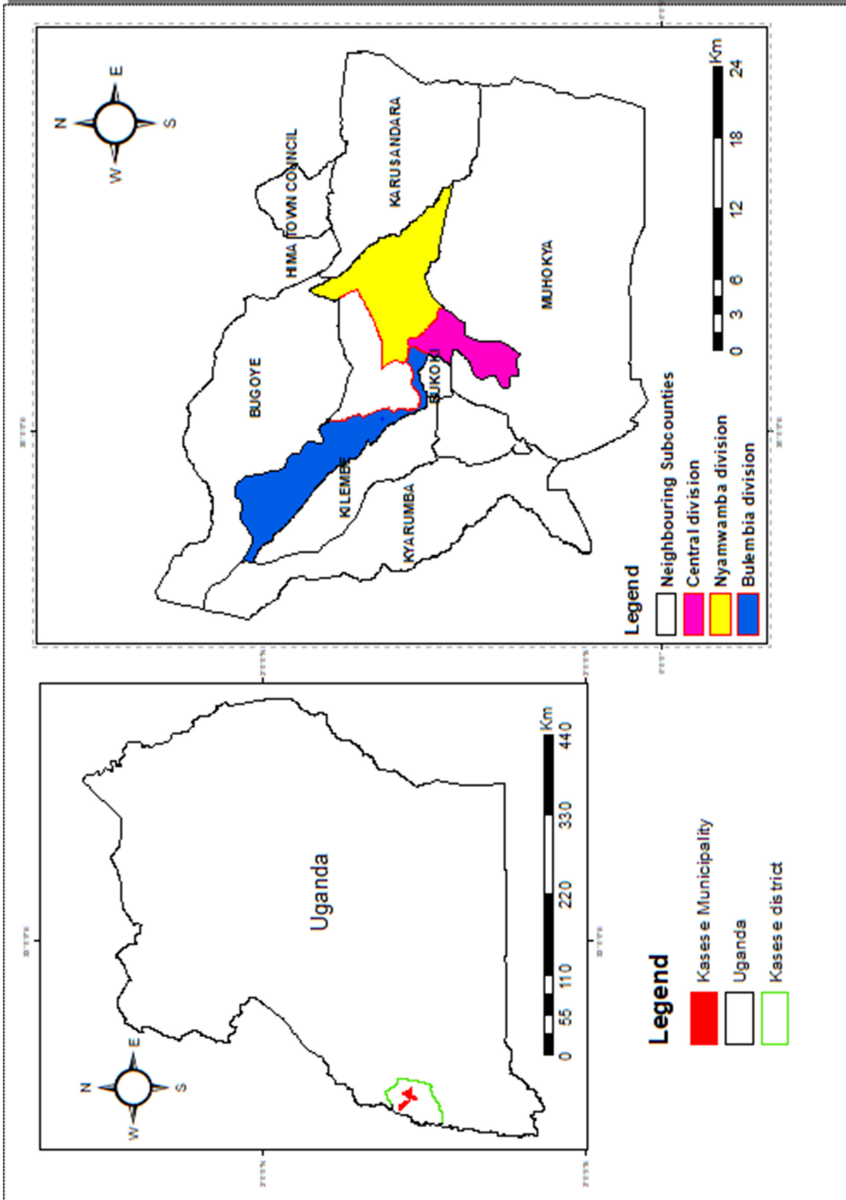 N
E
S
W
Uganda
0 55 110 220 330 440
Km
Legend
Kasese Municipality
Uganda
Kasese district
N
E
S
W
HIMA TOWN COUNCIL
KARUSANDARA
BUGOYE
MUHOKYA
KILEMBE
KYARUMBA
0 3 6 12 18 24
Km
Legend
Neighbouring Subcounties
Central division
Nyamwamba division
Bulembia division